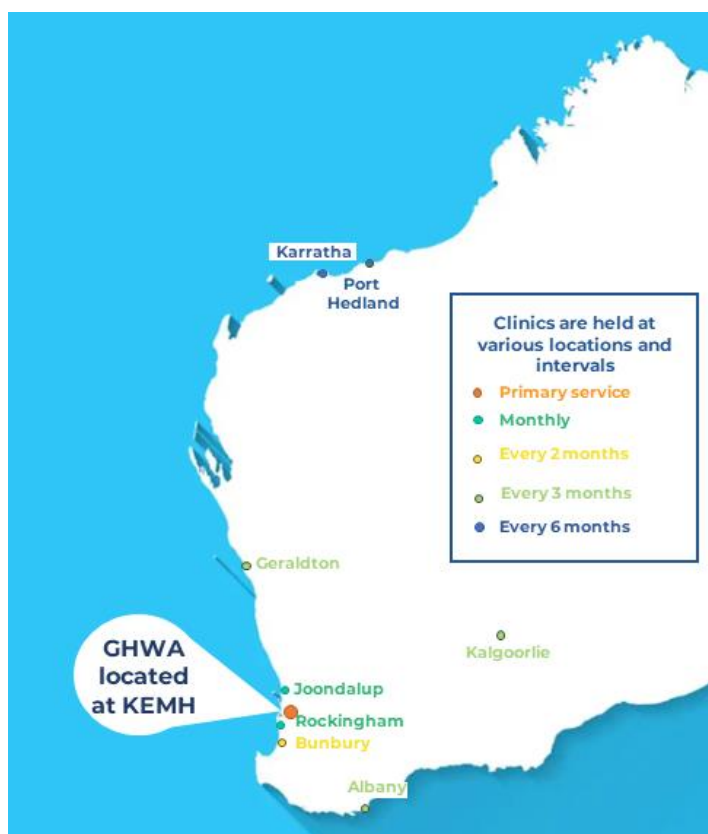 Karratha
Port
Hedland
Clinics are held at
various locations and
intervals
Primary service
Monthly
Every 2 months
Every 3 months
Every 6 months
Geraldton
Kalgoorlie
GHWA
located
at KEMH
Joondalup
Rockingham
Bunbury
Albany